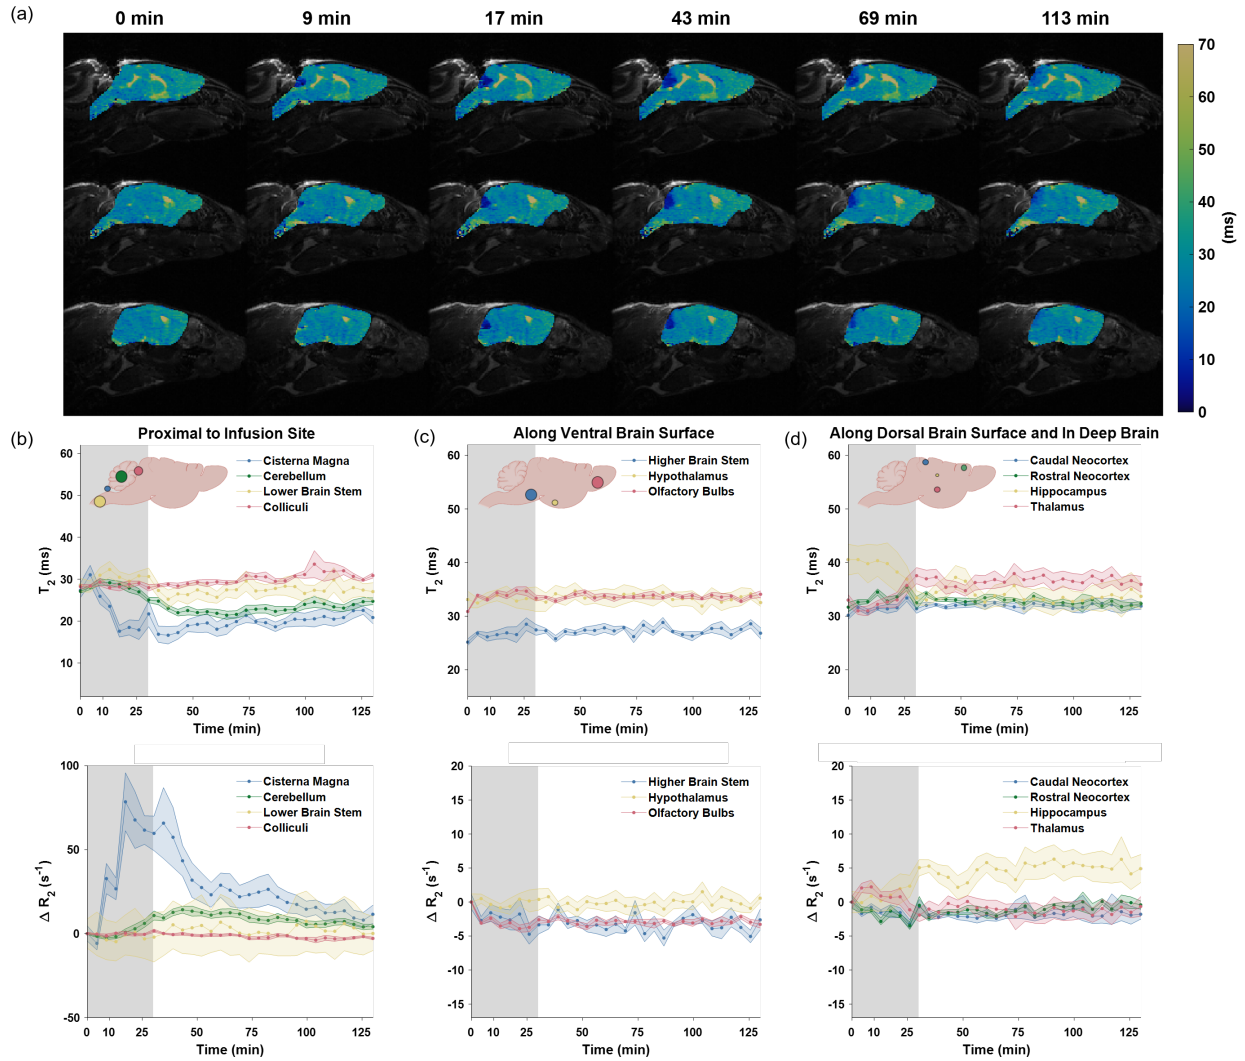 (a)
0 min 9 min 17 min 43 min 69 min 113 min
70
60
50
40
30
20
10
0
(ms)
(b) Proximal to Infusion Site
60
50
40
30
20
10
T2 (ms)
Cisterna Magna
Cerebellum
Lower Brain Stem
Colliculi
0 10 25 50 75 100 125
Time (min)
(c) Along Ventral Brain Surface
60
50
40
30
20
T2 (ms)
Higher Brain Stem
Hypothalamus
Olfactory Bulbs
0 10 25 50 75 100 125
Time (min)
(d) Along Dorsal Brain Surface and In Deep Brain
60
50
40
30
20
T2 (ms)
Caudal Neocortex
Rostral Neocortex
Hippocampus
Thalamus
0 10 25 50 75 100 125
Time (min)
100
50
0
-50
Δ R2 (s-1)
Cisterna Magna
Cerebellum
Lower Brain Stem
Colliculi
0 10 25 50 75 100 125
Time (min)
20
15
10
5
0
-5
-10
-15
Δ R2 (s-1)
Higher Brain Stem
Hypothalamus
Olfactory Bulbs
0 10 25 50 75 100 125
Time (min)
20
15
10
5
0
-5
-10
-15
Δ R2 (s-1)
Caudal Neocortex
Rostral Neocortex
Hippocampus
Thalamus
0 10 25 50 75 100 125
Time (min)